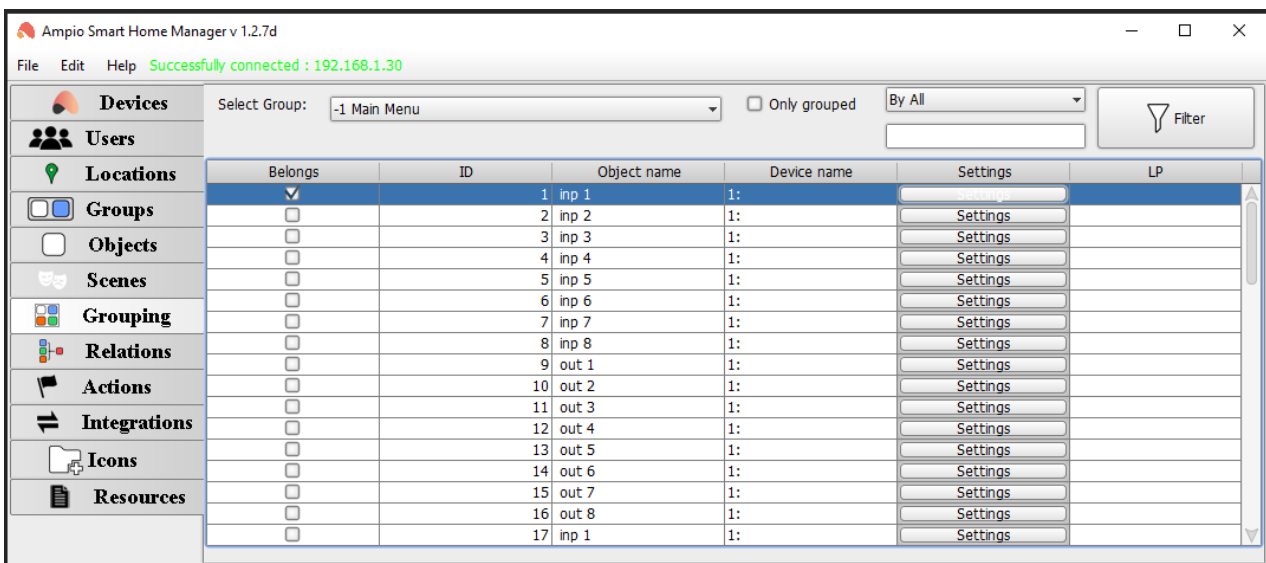 Ampio Smart Home Manager v 1.2.7d
File Edit Help Successfully connected : 192.168.1.30
Devices
Users
Locations
Groups
Objects
Scenes
Grouping
Relations
Actions
Integrations
Icons
Resources
Select Group: -1 Main Menu Only grouped By All Filter
Belongs ID Object name Device name Settings LP
1 inp 1 1: Settings
2 inp 2 1: Settings
3 inp 3 1: Settings
4 inp 4 1: Settings
5 inp 5 1: Settings
6 inp 6 1: Settings
7 inp 7 1: Settings
8 inp 8 1: Settings
9 out 1 1: Settings
10 out 2 1: Settings
11 out 3 1: Settings
12 out 4 1: Settings
13 out 5 1: Settings
14 out 6 1: Settings
15 out 7 1: Settings
16 out 8 1: Settings
17 inp 1 1: Settings